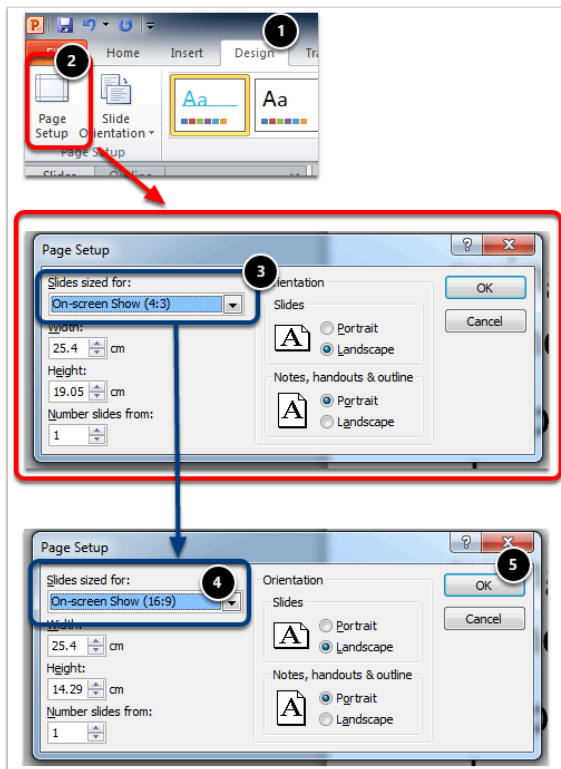 1
2
Home Insert Design
Aa Aa
Page Setup
Slide Orientation
Page Setup
Page Setup
3
Slides sized for:
On-screen Show (4:3)
Width:
25.4 cm
Height:
19.05 cm
Number slides from:
1
Orientation
Slides
A
Portrait
Landscape
Notes, handouts & outline
A
Portrait
Landscape
?
X
OK
Cancel
Page Setup
4
Slides sized for:
On-screen Show (16:9)
Width:
25.4 cm
Height:
14.29 cm
Number slides from:
1
Orientation
Slides
A
Portrait
Landscape
Notes, handouts & outline
A
Portrait
Landscape
?
5
OK
Cancel